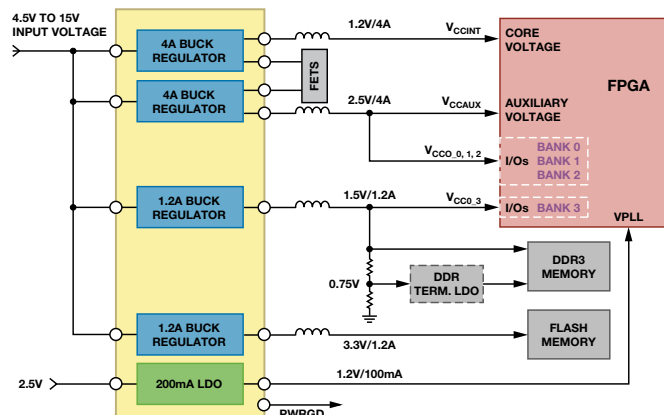 4.5V TO 15V
INPUT VOLTAGE
4A BUCK
REGULATOR
1.2V/4A
VCCINT
CORE
VOLTAGE
FPGA
FETS
4A BUCK
REGULATOR
2.5V/4A
VCCAUX
AUXILIARY
VOLTAGE
VCCO_0, 1, 2
I/Os
BANK 0
BANK 1
BANK 2
1.2A BUCK
REGULATOR
1.5V/1.2A
VCC0_3
I/Os BANK 3
VPLL
0.75V
DDR
TERM. LDO
DDR3
MEMORY
1.2A BUCK
REGULATOR
3.3V/1.2A
FLASH
MEMORY
2.5V
200mA LDO
1.2V/100mA
PWRGD